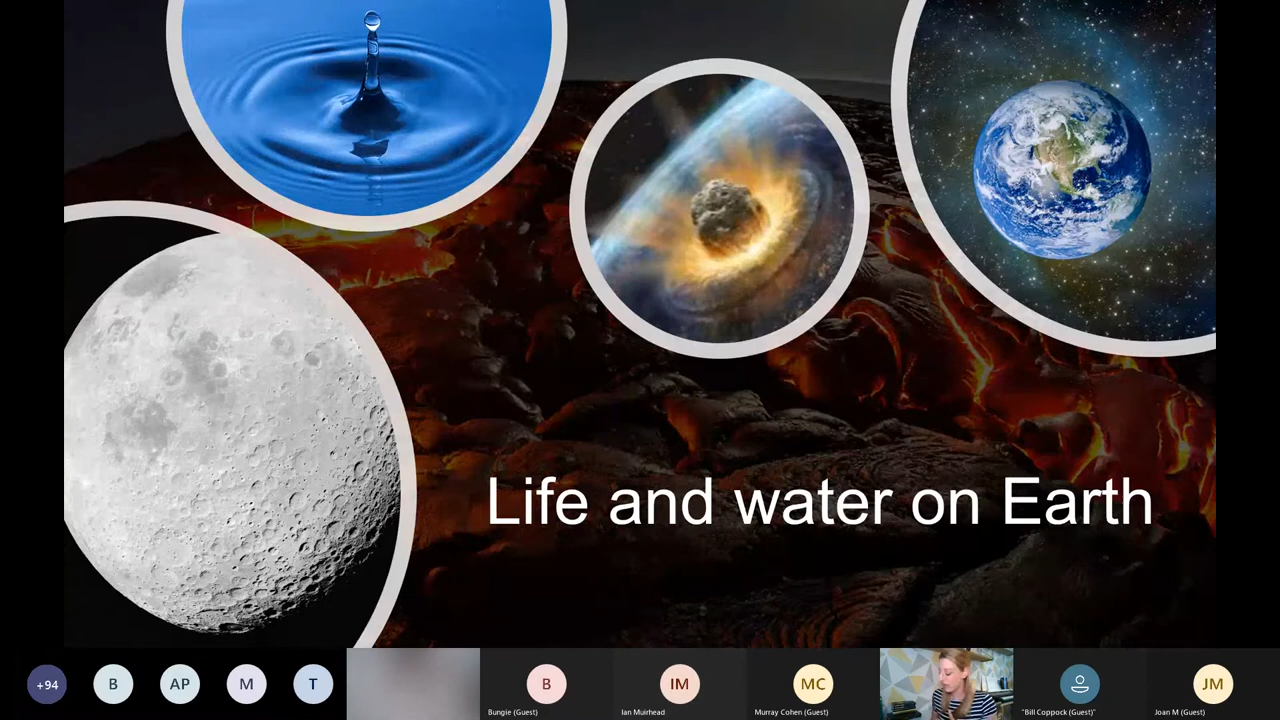 Life and water on Earth
+94
B
AP
M
T
B
IM
MC
JM
Bungie (Guest)
Ian Muirhead
Murray Cohen (Guest)
"Bill Coppock (Guest)"
Joan M (Guest)